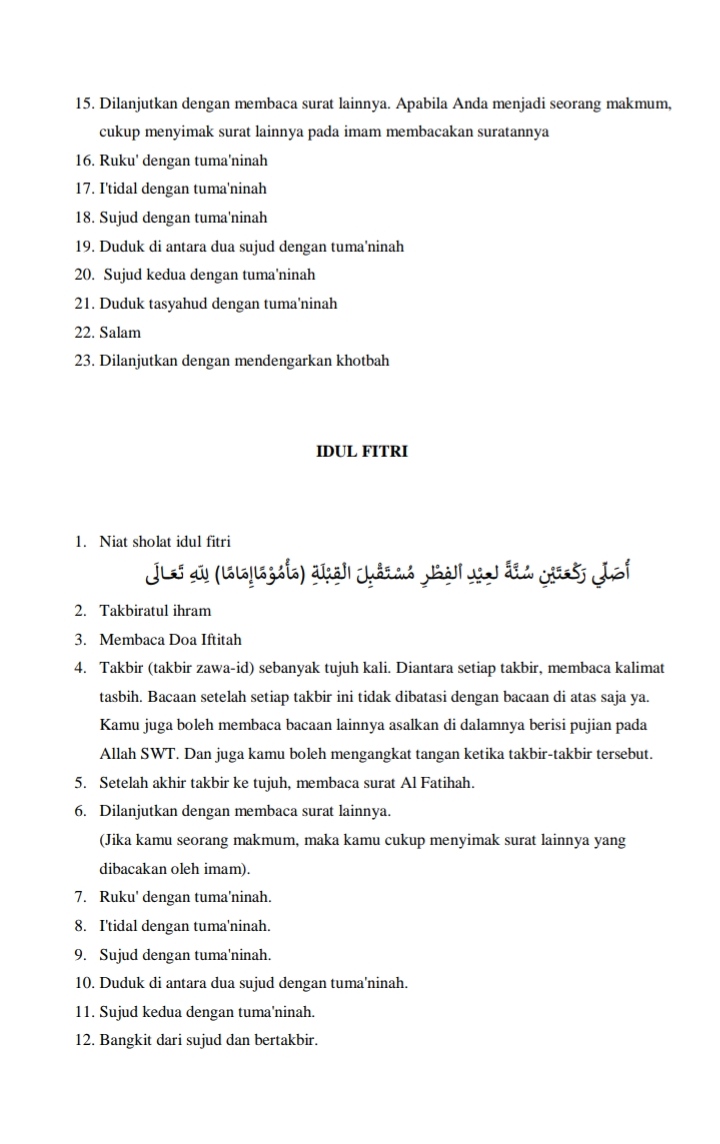 15. Dilanjutkan dengan membaca surat lainnya. Apabila Anda menjadi seorang makmum,
cukup menyimak surat lainnya pada imam membacakan suratannya
16. Ruku' dengan tuma'ninah
17. I'tidal dengan tuma'ninah
18. Sujud dengan tuma'ninah
19. Duduk di antara dua sujud dengan tuma'ninah
20. Sujud kedua dengan tuma'ninah
21. Duduk tasyahud dengan tuma'ninah
22. Salam
23. Dilanjutkan dengan mendengarkan khotbah
IDUL FITRI
1. Niat sholat idul fitri
أُصَلِّي رَكْعَتَيْنِ سُنَّةً لعِيْدِ اْلفِطْرِ مُسْتَقْبِلَ القِبْلَةِ (مَأْمُوْمًا|إِمَامًا) لِلّٰهِ تَعَـالَى
2. Takbiratul ihram
3. Membaca Doa Iftitah
4. Takbir (takbir zawa-id) sebanyak tujuh kali. Diantara setiap takbir, membaca kalimat
tasbih. Bacaan setelah setiap takbir ini tidak dibatasi dengan bacaan di atas saja ya.
Kamu juga boleh membaca bacaan lainnya asalkan di dalamnya berisi pujian pada
Allah SWT. Dan juga kamu boleh mengangkat tangan ketika takbir-takbir tersebut.
5. Setelah akhir takbir ke tujuh, membaca surat Al Fatihah.
6. Dilanjutkan dengan membaca surat lainnya.
(Jika kamu seorang makmum, maka kamu cukup menyimak surat lainnya yang
dibacakan oleh imam).
7. Ruku' dengan tuma'ninah.
8. I'tidal dengan tuma'ninah.
9. Sujud dengan tuma'ninah.
10. Duduk di antara dua sujud dengan tuma'ninah.
11. Sujud kedua dengan tuma'ninah.
12. Bangkit dari sujud dan bertakbir.